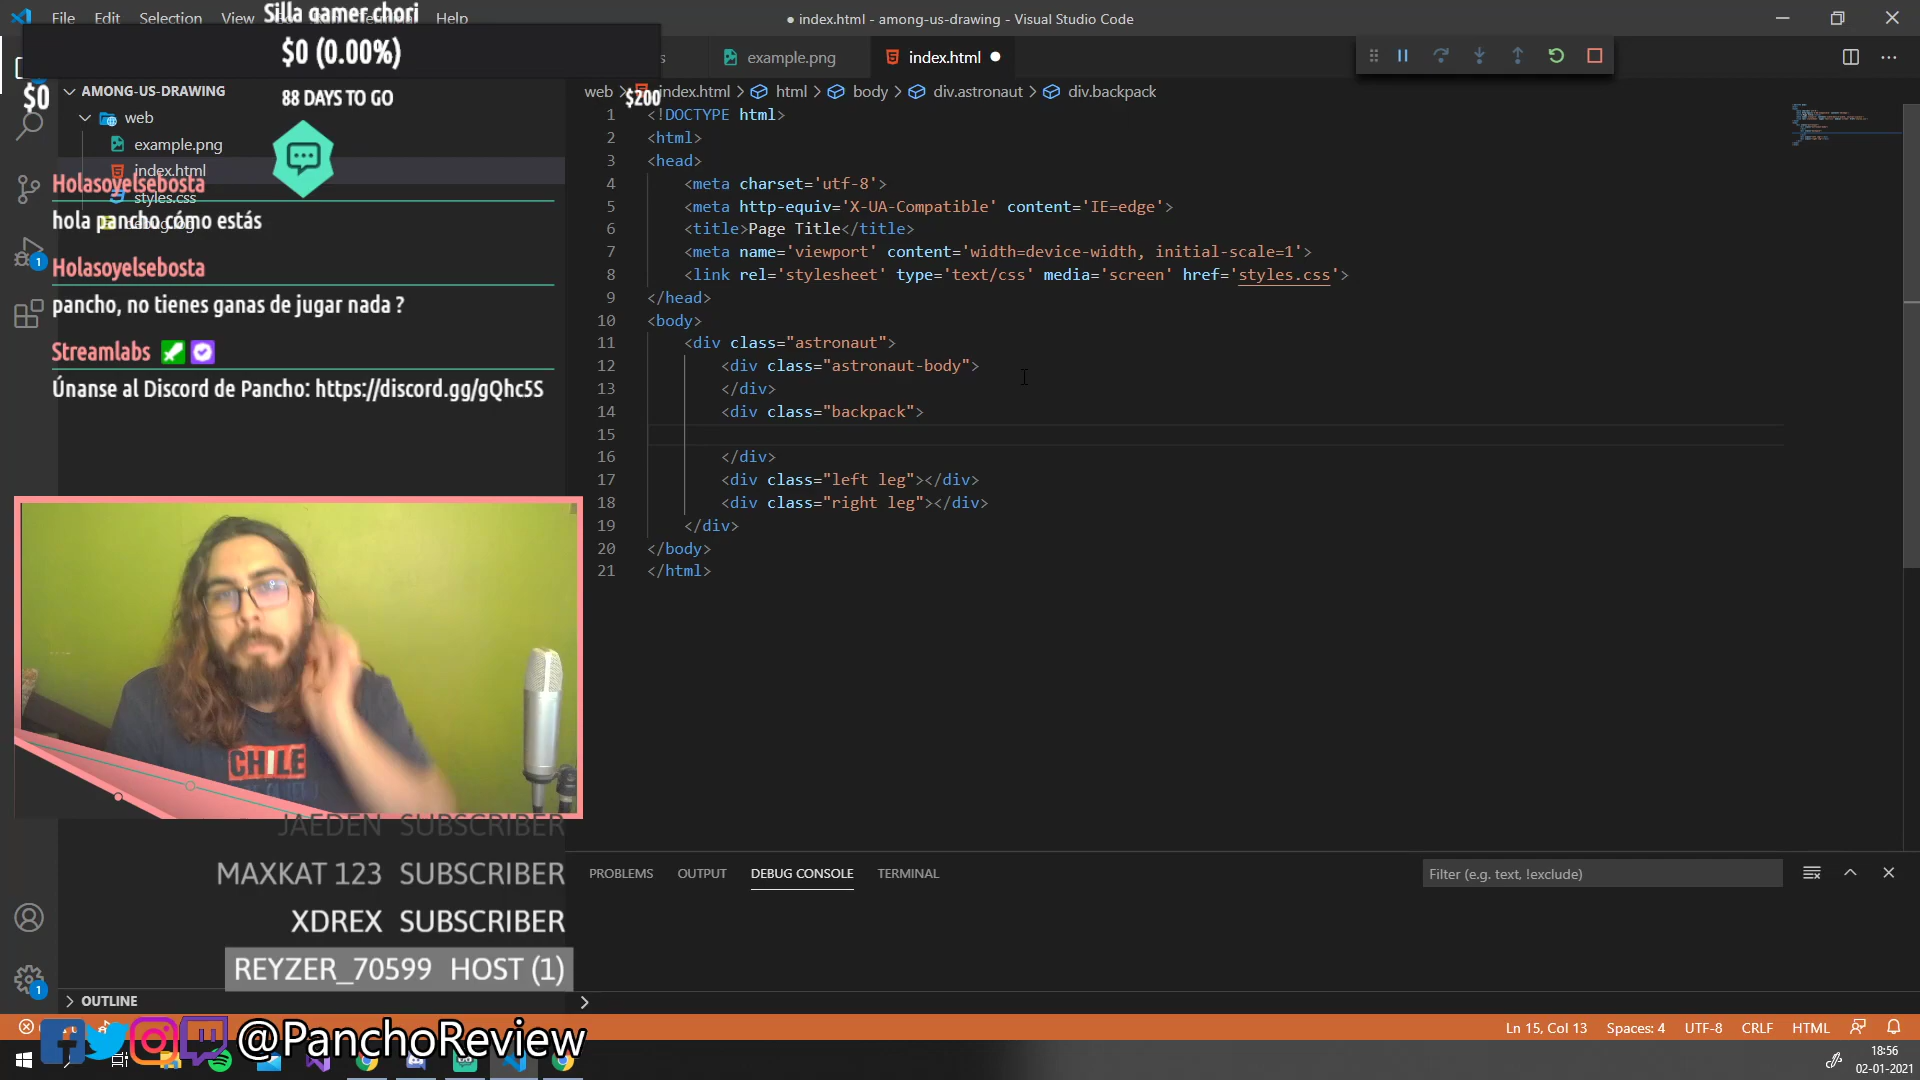 File Edit Selection View Terminal Help
● index.html - among-us-drawing - Visual Studio Code
Silla gamer chori
$0 (0.00%)
$0
$200
88 DAYS TO GO
example.png
index.html
AMONG-US-DRAWING
web
example.png
index.html
styles.css
debug.log
web > index.html > html > body > div.astronaut > div.backpack
Holasoyelsebosta
hola pancho cómo estás
Holasoyelsebosta
pancho, no tienes ganas de jugar nada ?
Streamlabs
Únanse al Discord de Pancho: https://discord.gg/gQhc5S
1 <!DOCTYPE html>
2 <html>
3 <head>
4 <meta charset='utf-8'>
5 <meta http-equiv='X-UA-Compatible' content='IE=edge'>
6 <title>Page Title</title>
7 <meta name='viewport' content='width=device-width, initial-scale=1'>
8 <link rel='stylesheet' type='text/css' media='screen' href='styles.css'>
9 </head>
10 <body>
11 <div class="astronaut">
12 <div class="astronaut-body">
13 </div>
14 <div class="backpack">
15
16 </div>
17 <div class="left leg"></div>
18 <div class="right leg"></div>
19 </div>
20 </body>
21 </html>
1
CHILE
JAEDEN SUBSCRIBER
MAXKAT 123 SUBSCRIBER
XDREX SUBSCRIBER
REYZER_70599 HOST (1)
PROBLEMS OUTPUT DEBUG CONSOLE TERMINAL
Filter (e.g. text, !exclude)
1
OUTLINE
@PanchoReview
Ln 15, Col 13 Spaces: 4 UTF-8 CRLF HTML
18:56
02-01-2021